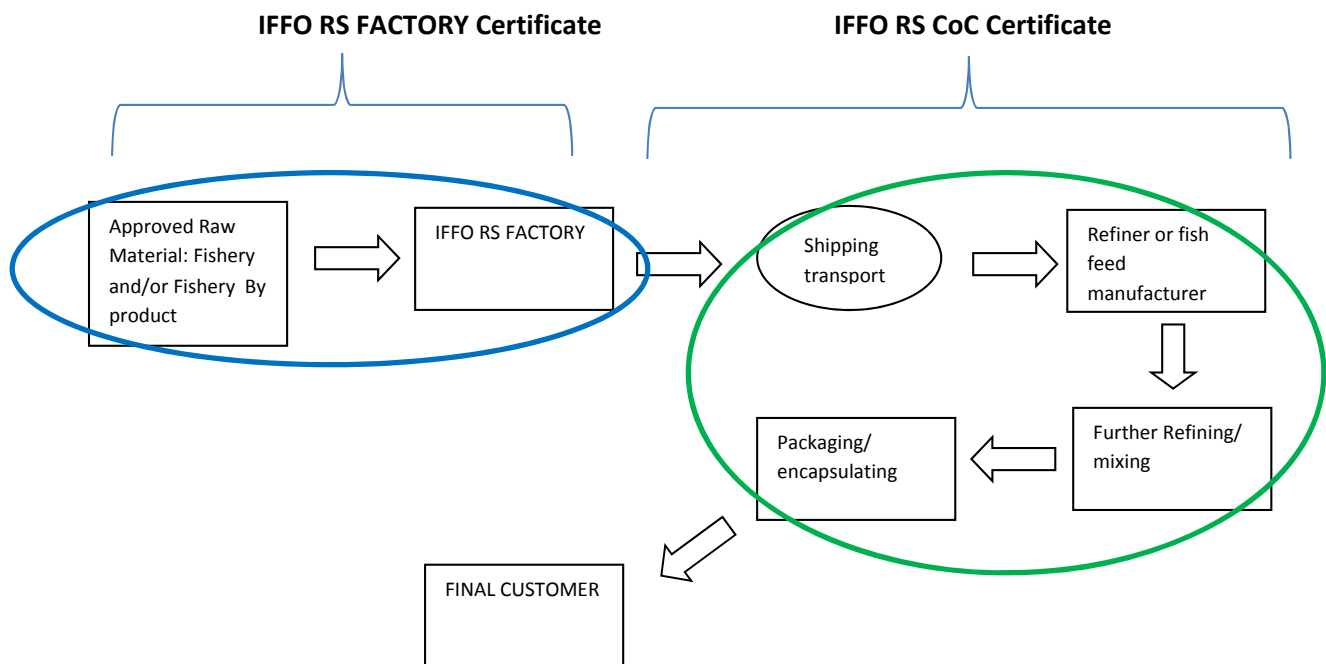 IFFO RS FACTORY Certificate
IFFO RS CoC Certificate
Approved Raw
Material: Fishery
and/or Fishery By
product
IFFO RS FACTORY
Shipping
transport
Refiner or fish
feed
manufacturer
Further Refining/
mixing
Packaging/
encapsulating
FINAL CUSTOMER